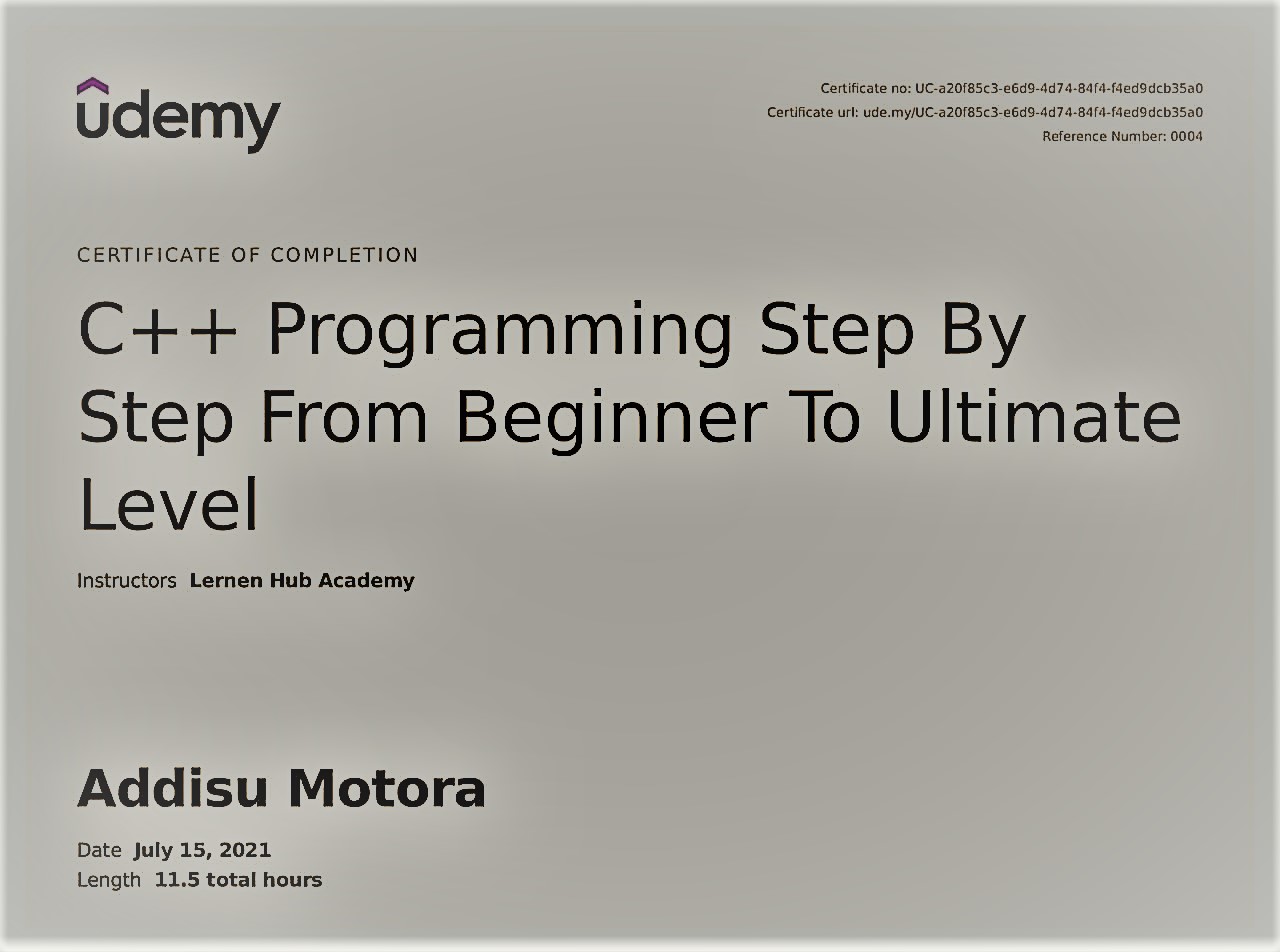 udemy
Certificate no: UC-a20f85c3-e6d9-4d74-84f4-f4ed9dcb35a0
Certificate url: ude.my/UC-a20f85c3-e6d9-4d74-84f4-f4ed9dcb35a0
Reference Number: 0004
CERTIFICATE OF COMPLETION
C++ Programming Step By
Step From Beginner To Ultimate
Level
Instructors Lernen Hub Academy
Addisu Motora
Date July 15, 2021
Length 11.5 total hours